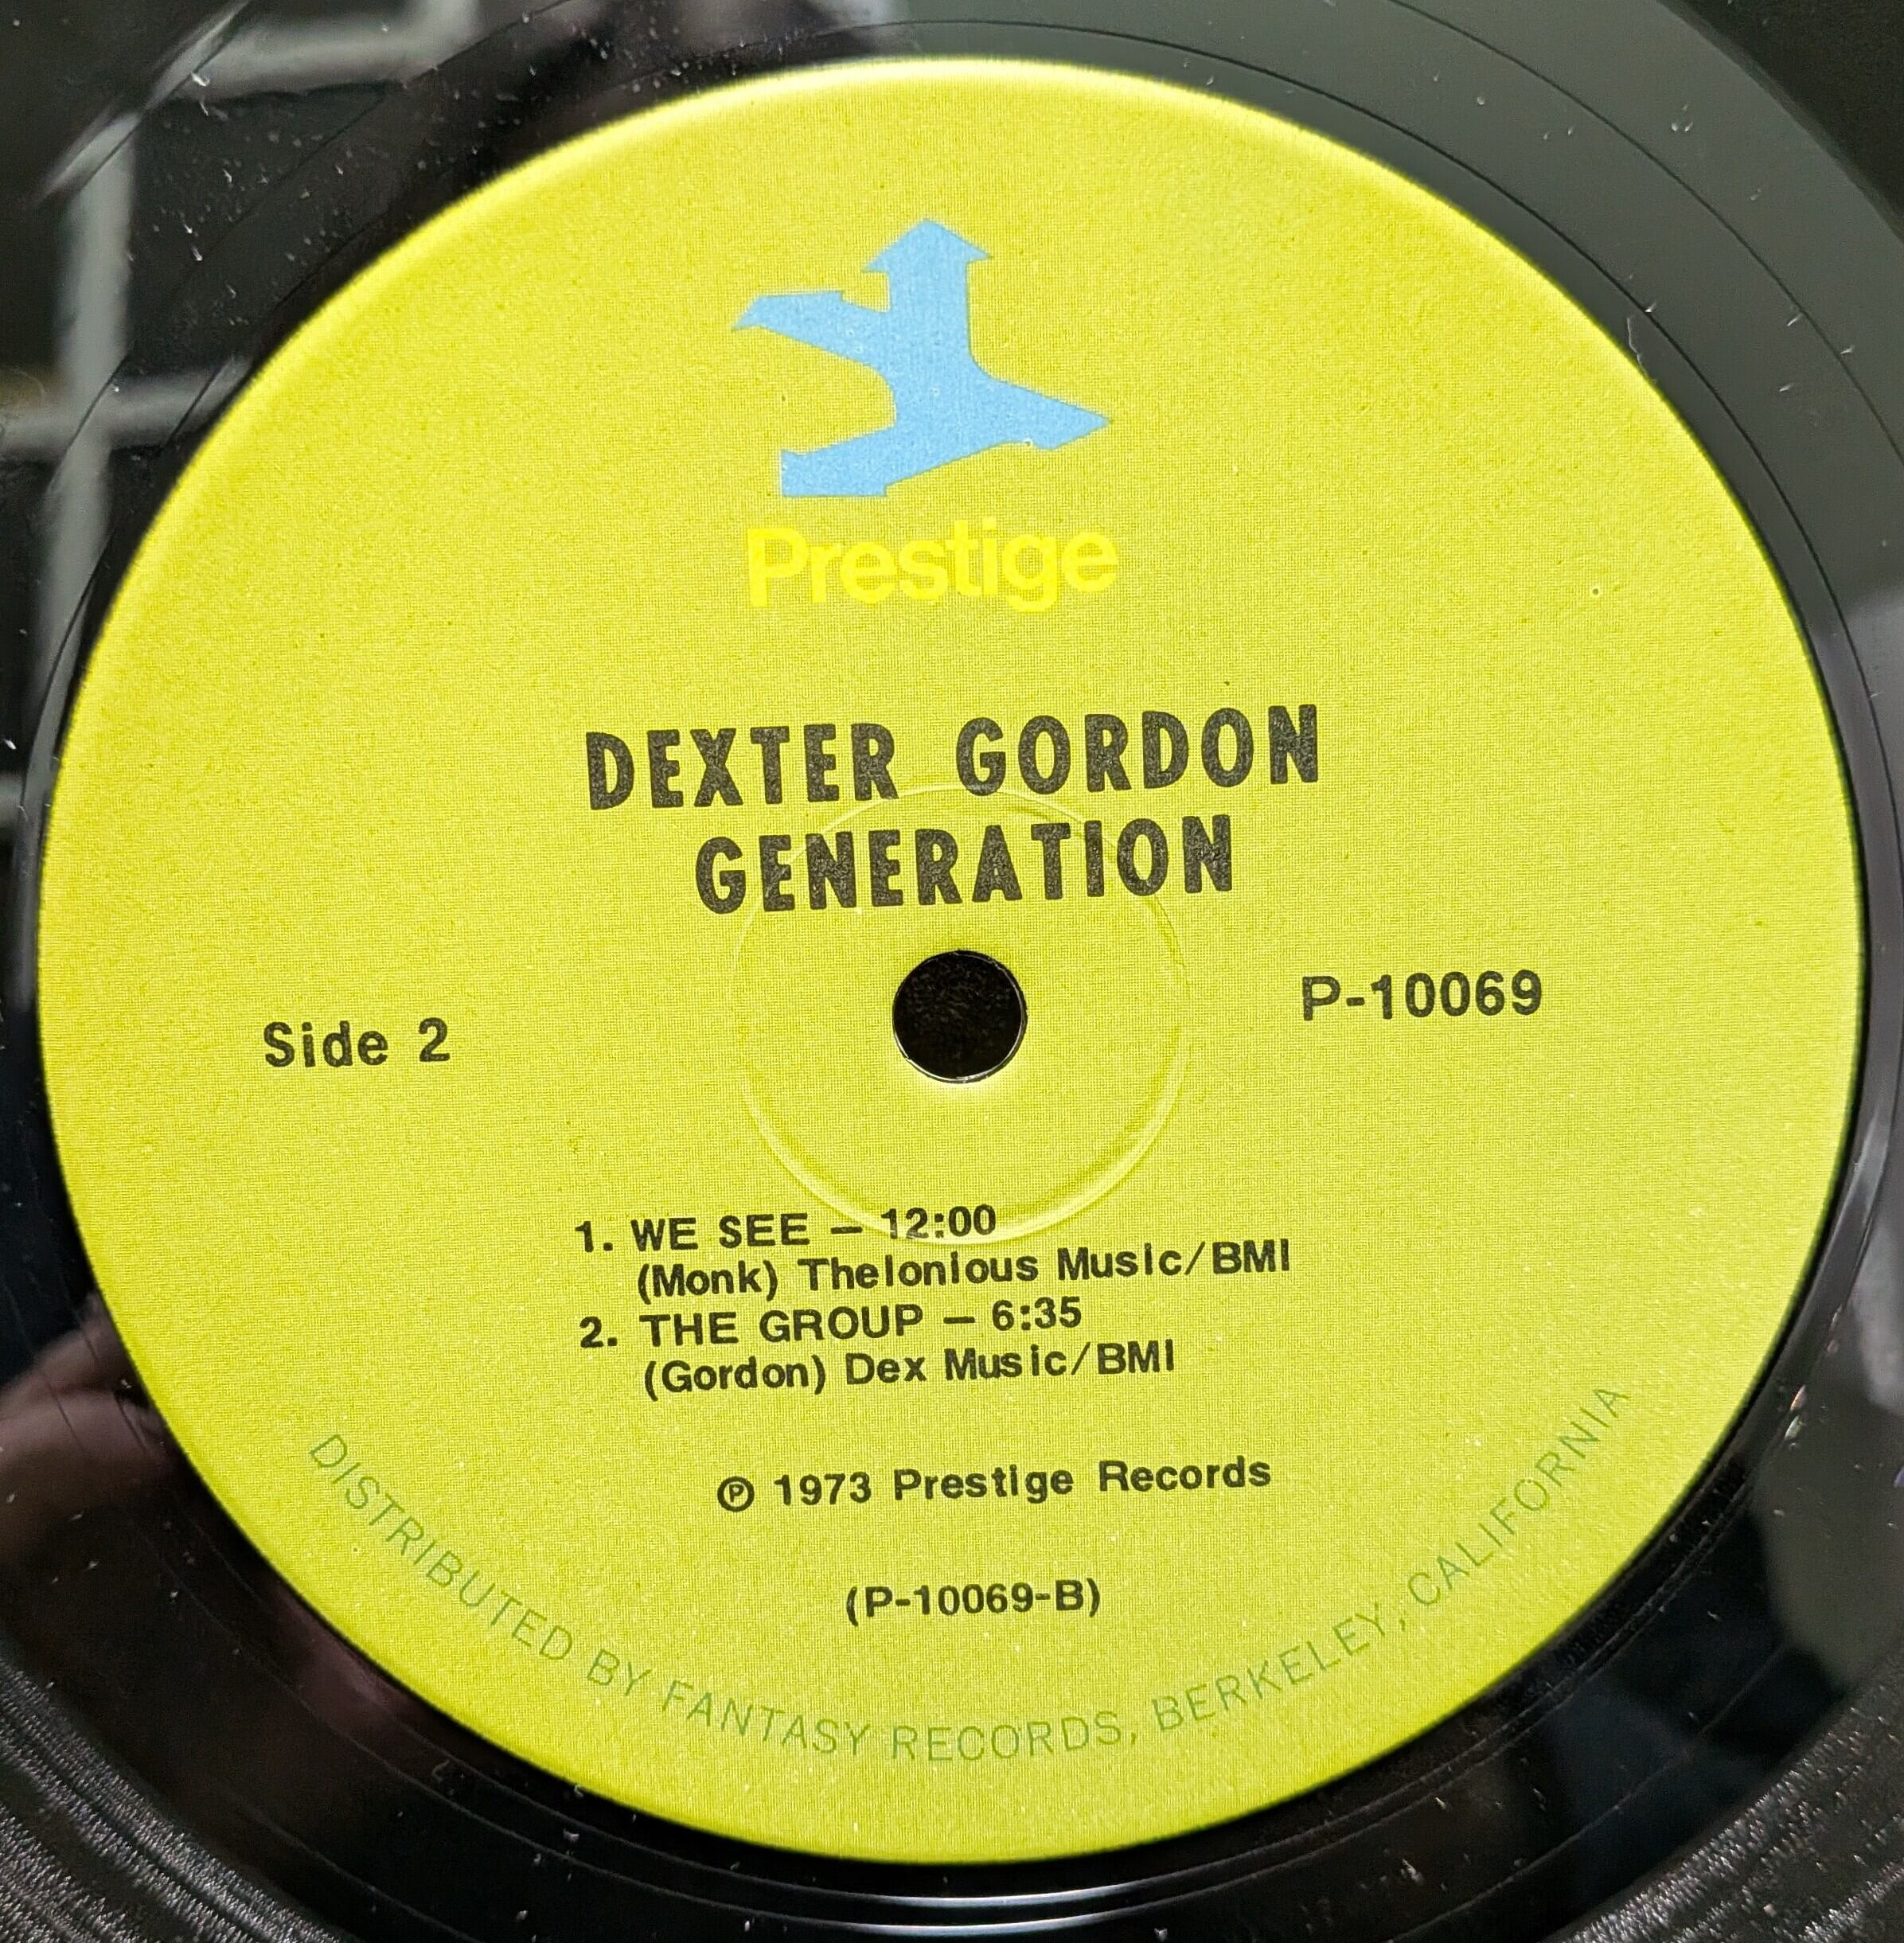 Prestige
DEXTER GORDON
GENERATION
Side 2
P-10069
1. WE SEE — 12:00
(Monk) Thelonious Music/BMI
2. THE GROUP — 6:35
(Gordon) Dex Music/BMI
℗ 1973 Prestige Records
(P-10069-B)
DISTRIBUTED BY FANTASY RECORDS, BERKELEY, CALIFORNIA